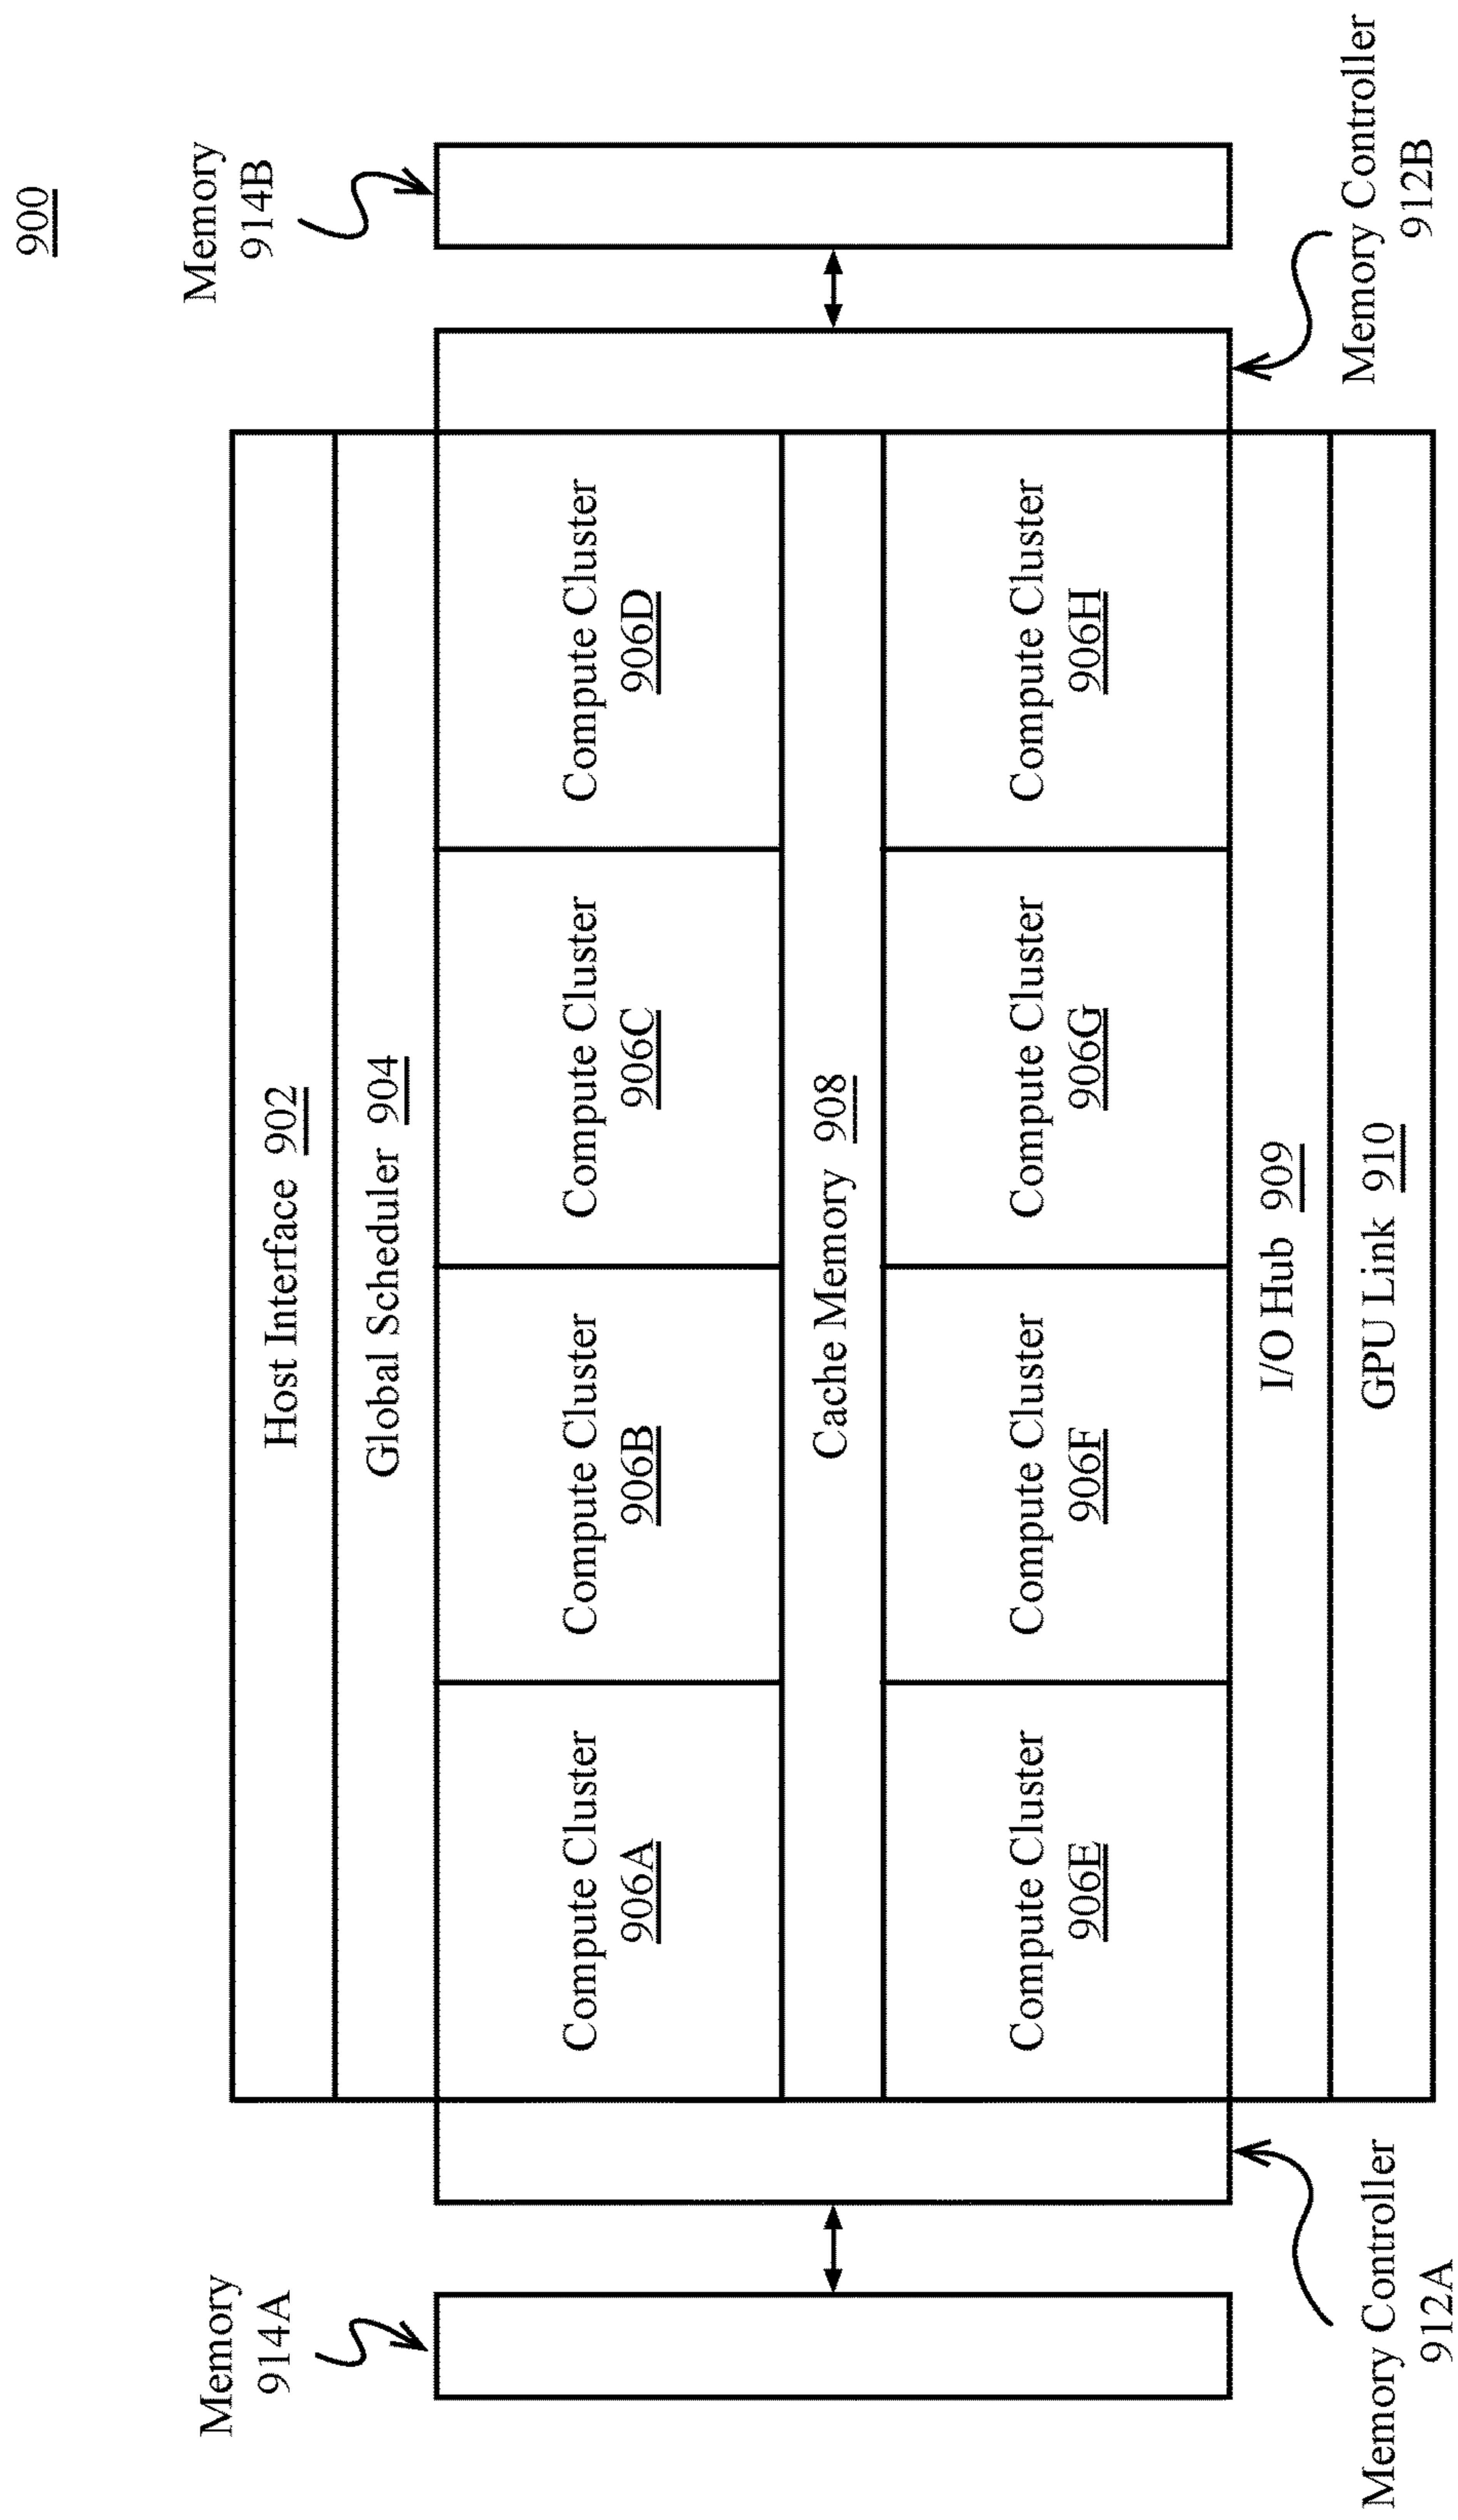 900
Memory
914A
Memory
914B
Host Interface 902
Global Scheduler 904
Compute Cluster
906A
Compute Cluster
906B
Compute Cluster
906C
Compute Cluster
906D
Cache Memory 908
Compute Cluster
906E
Compute Cluster
906F
Compute Cluster
906G
Compute Cluster
906H
I/O Hub 909
GPU Link 910
Memory Controller
912A
Memory Controller
912B